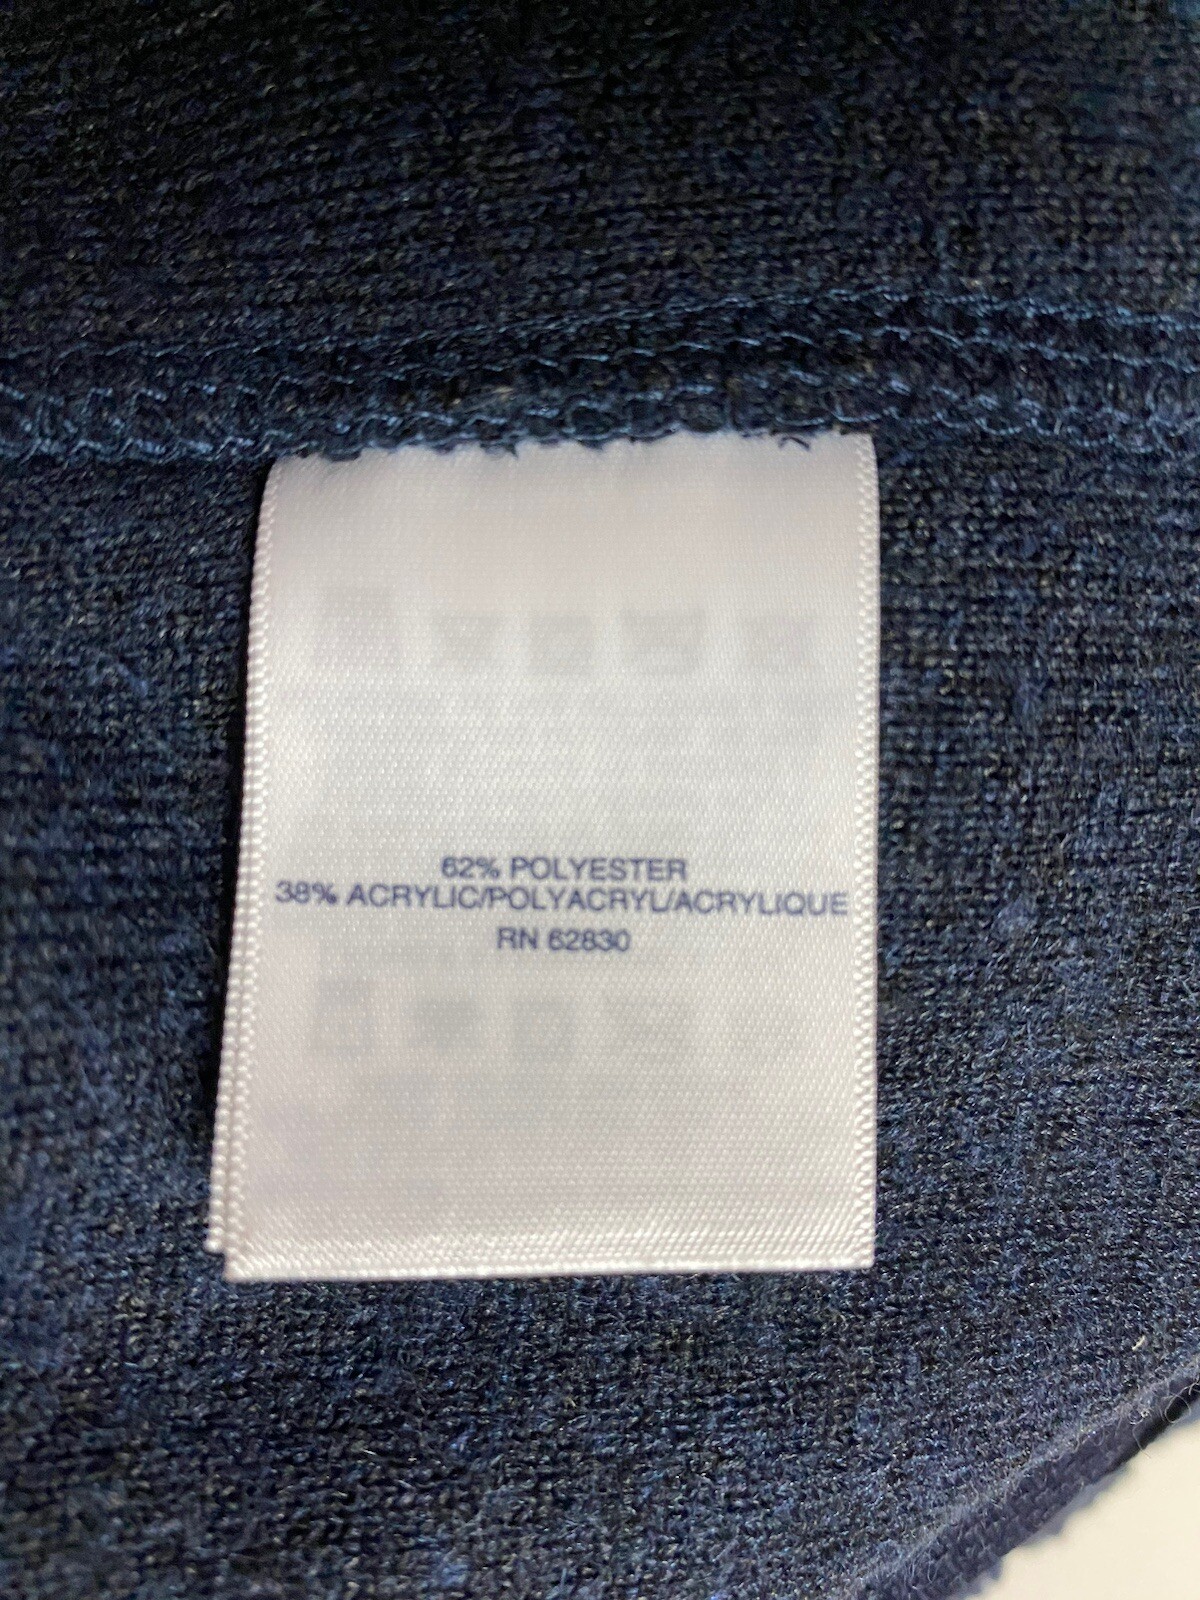 62% POLYESTER
38% ACRYLIC/POLYACRYL/ACRYLIQUE
RN 62830